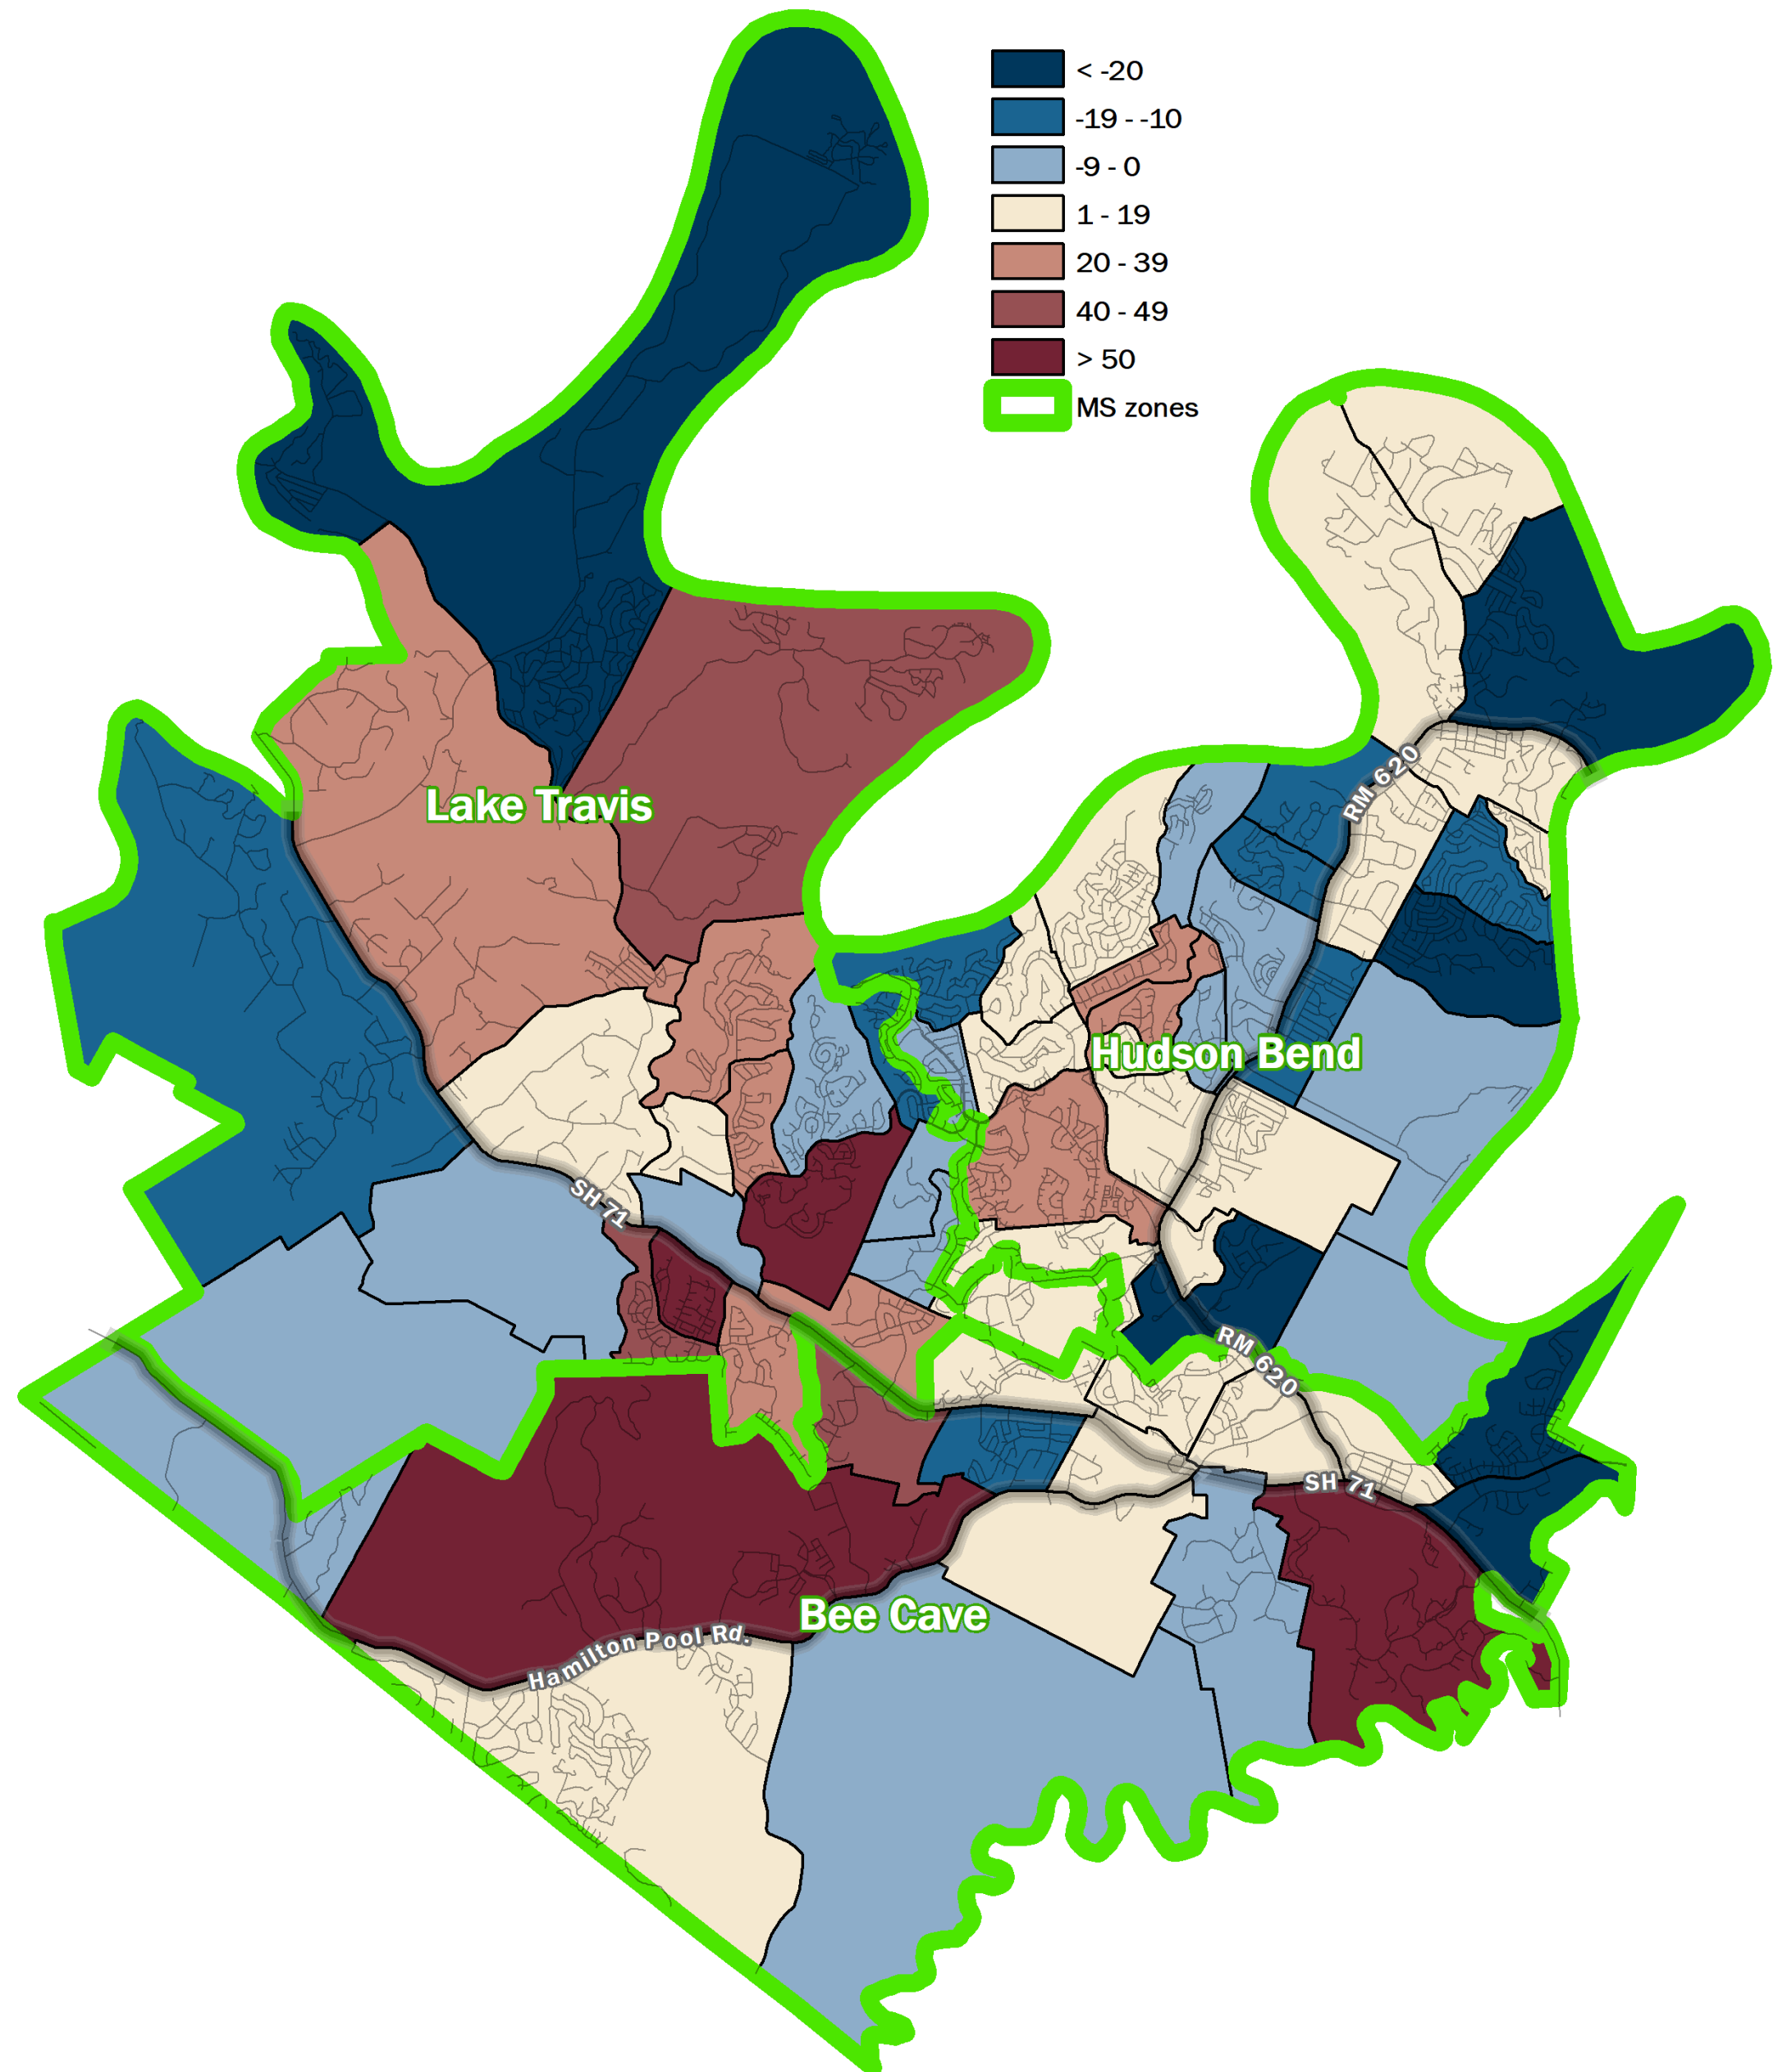 < -20
-19 - -10
-9 - 0
1 - 19
20 - 39
40 - 49
> 50
MS zones
RM 620
Lake Travis
Hudson Bend
SH 71
RM 620
SH 71
Bee Cave
Hamilton Pool Rd.